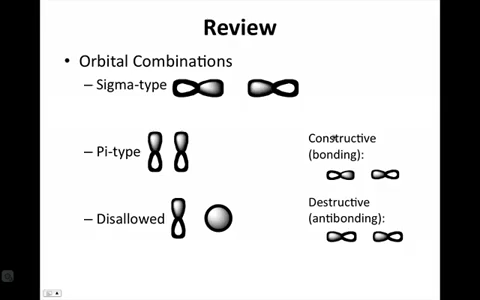 Review
• Orbital Combinations
– Sigma-type
– Pi-type
– Disallowed
Constructive
(bonding):
Destructive
(antibonding):